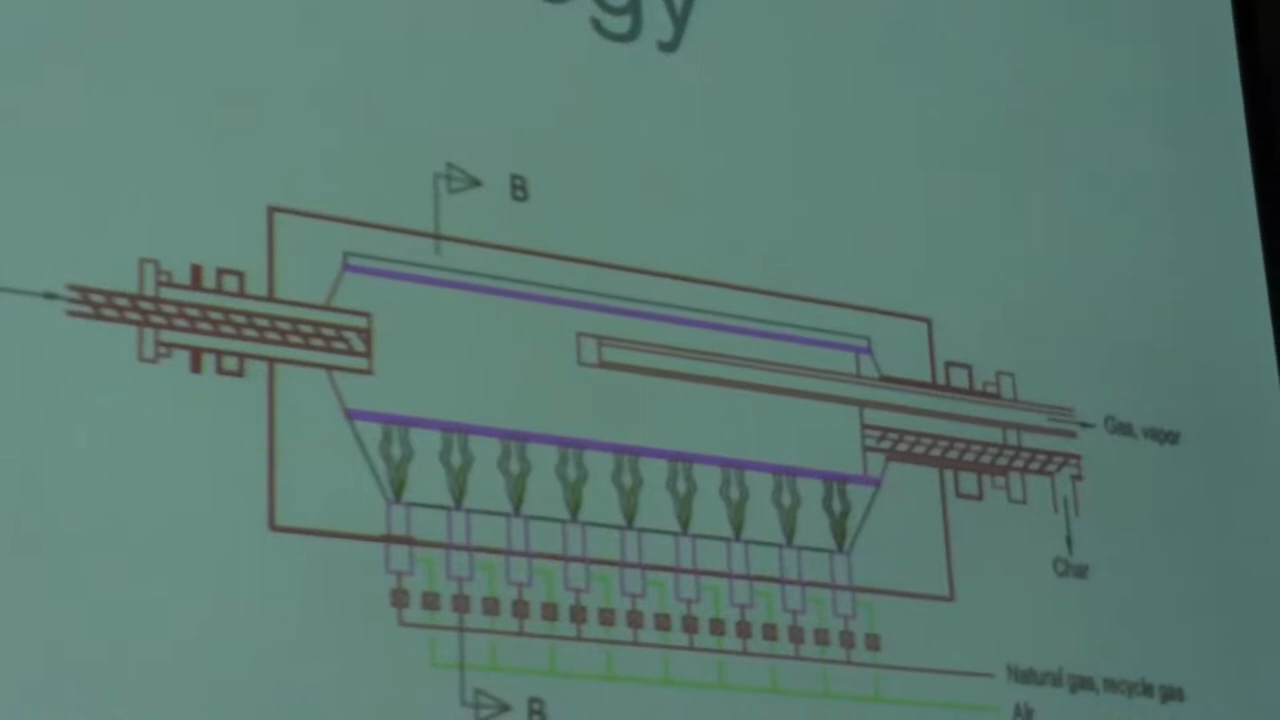 ogy
B
Gas, vapor
Char
Natural gas, recycle gas
Air
B